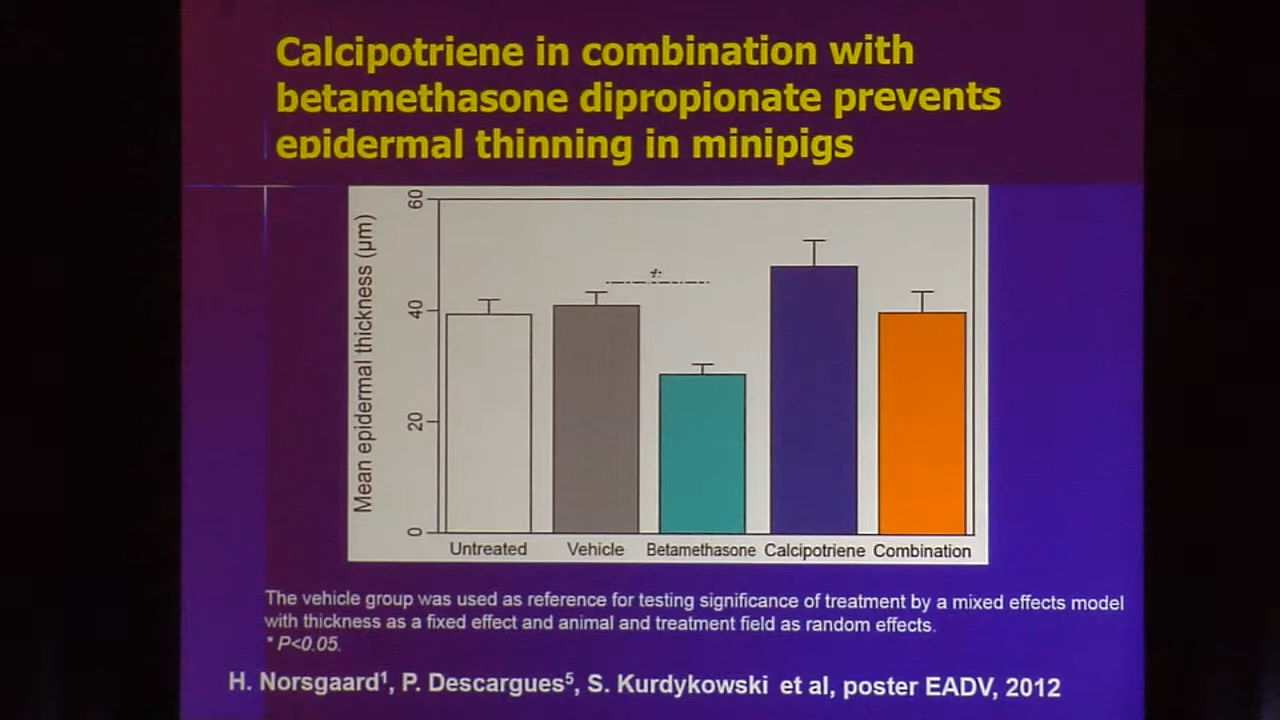 Calcipotriene in combination with
betamethasone dipropionate prevents
epidermal thinning in minipigs
Mean epidermal thickness (µm)
60
40
20
0
*
Untreated Vehicle Betamethasone Calcipotriene Combination
The vehicle group was used as reference for testing significance of treatment by a mixed effects model
with thickness as a fixed effect and animal and treatment field as random effects.
* P<0.05.
H. Norsgaard¹, P. Descargues⁵, S. Kurdykowski et al, poster EADV, 2012